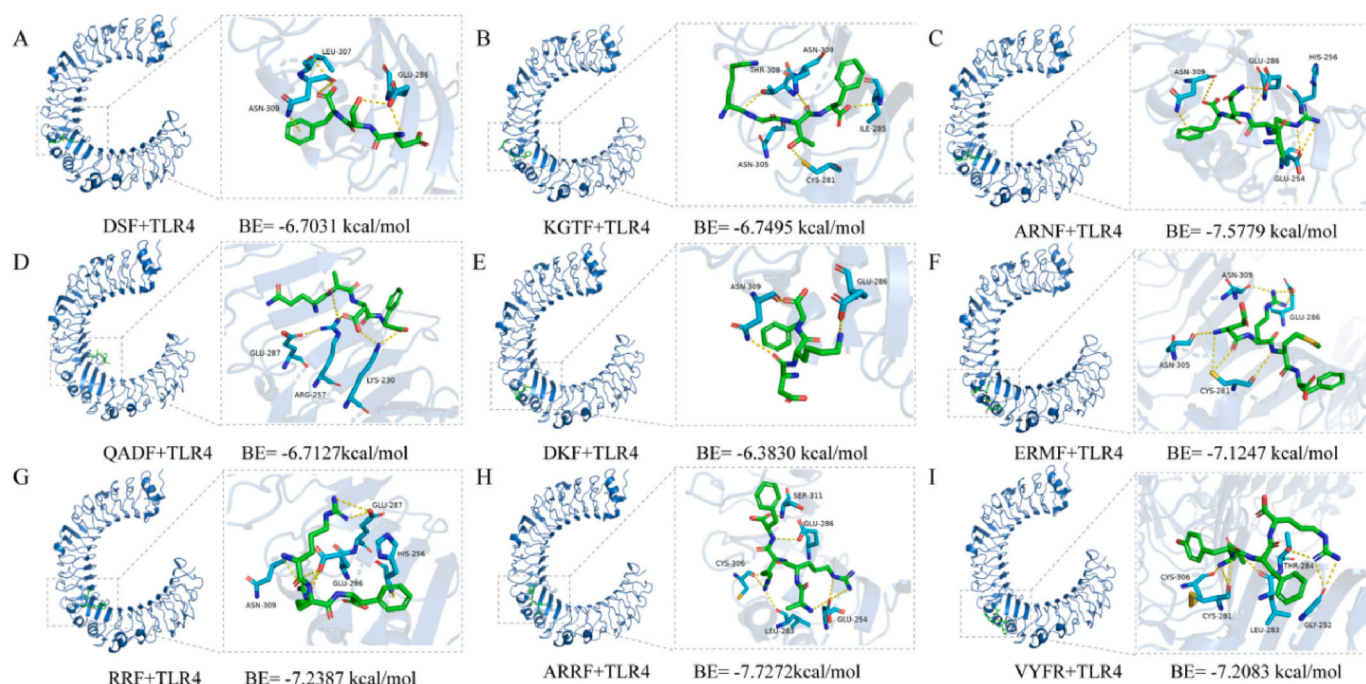 A
LEU-307
GLU-286
ASN-309
DSF+TLR4 BE= -6.7031 kcal/mol
B
ASN-309
THR-308
ILE-285
ASN-305
CYS-281
KGTF+TLR4 BE= -6.7495 kcal/mol
C
GLU-286
HIS-256
ASN-309
GLU-254
ARNF+TLR4 BE= -7.5779 kcal/mol
D
GLU-287
ARG-257
LYS-230
QADF+TLR4 BE= -6.7127kcal/mol
E
ASN-309
GLU-286
DKF+TLR4 BE= -6.3830 kcal/mol
F
ASN-309
GLU-286
ASN-305
CYS-281
ERMF+TLR4 BE= -7.1247 kcal/mol
G
GLU-287
HIS-256
GLU-286
ASN-309
RRF+TLR4 BE= -7.2387 kcal/mol
H
SER-311
GLU-286
CYS-306
GLU-254
LEU-283
ARRF+TLR4 BE= -7.7272kcal/mol
I
THR-284
CYS-306
CYS-281
LEU-283
GLY-252
VYFR+TLR4 BE= -7.2083 kcal/mol